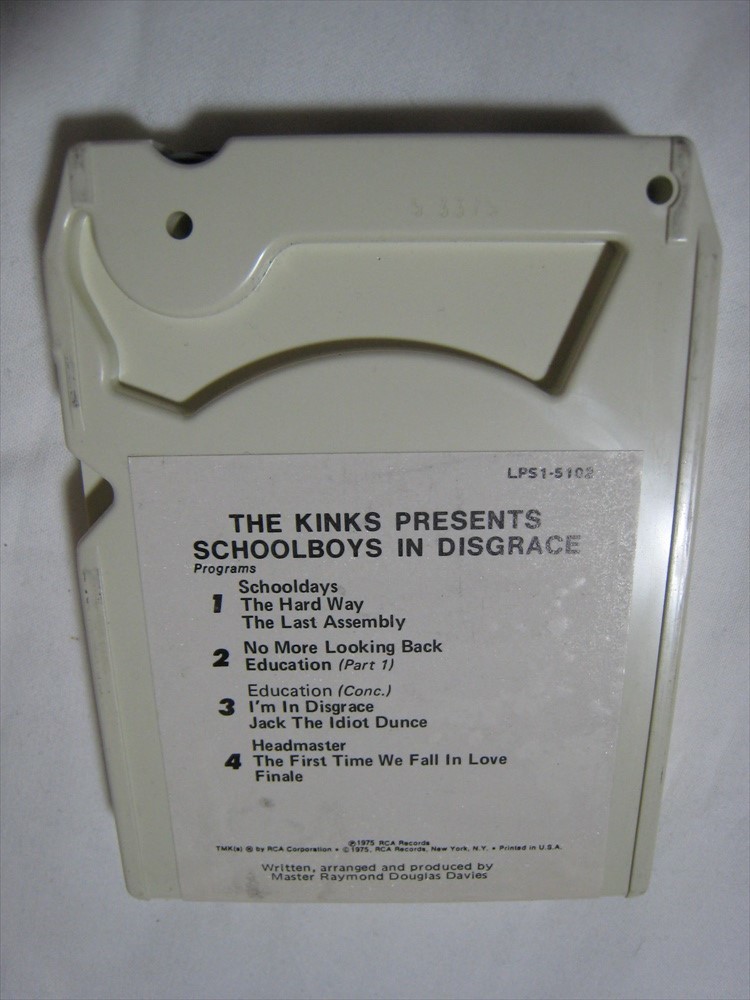 S 3375
LPS1-5102
THE KINKS PRESENTS
SCHOOLBOYS IN DISGRACE
Programs
1 Schooldays
The Hard Way
The Last Assembly
2 No More Looking Back
Education (Part 1)
3 Education (Conc.)
I'm In Disgrace
Jack The Idiot Dunce
4 Headmaster
The First Time We Fall In Love
Finale
℗1975 RCA Records
TMK(s) ® by RCA Corporation • ©1975, RCA Records, New York, N.Y. • Printed in U.S.A.
Written, arranged and produced by
Master Raymond Douglas Davies